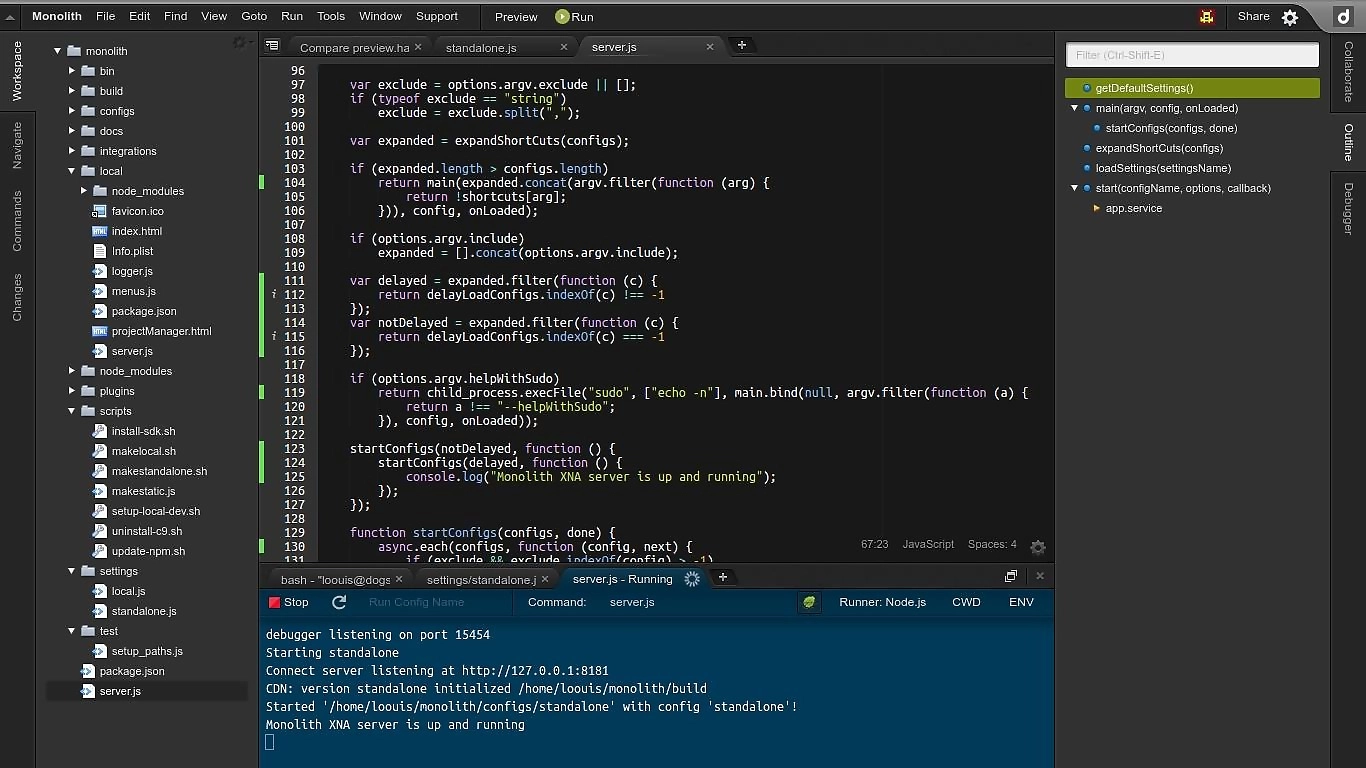 Monolith File Edit Find View Goto Run Tools Window Support Preview Run Share
Workspace
Navigate
Commands
Changes
monolith
bin
build
configs
docs
integrations
local
node_modules
favicon.ico
index.html
Info.plist
logger.js
menus.js
package.json
projectManager.html
server.js
node_modules
plugins
scripts
install-sdk.sh
makelocal.sh
makestandalone.sh
makestatic.js
setup-local-dev.sh
uninstall-c9.sh
update-npm.sh
settings
local.js
standalone.js
test
setup_paths.js
package.json
server.js
Compare preview.ha × standalone.js × server.js × +
96
97 var exclude = options.argv.exclude || [];
98 if (typeof exclude == "string")
99 exclude = exclude.split(",");
100
101 var expanded = expandShortCuts(configs);
102
103 if (expanded.length > configs.length)
104 return main(expanded.concat(argv.filter(function (arg) {
105 return !shortcuts[arg];
106 })), config, onLoaded);
107
108 if (options.argv.include)
109 expanded = [].concat(options.argv.include);
110
111 var delayed = expanded.filter(function (c) {
i 112 return delayLoadConfigs.indexOf(c) !== -1
113 });
114 var notDelayed = expanded.filter(function (c) {
i 115 return delayLoadConfigs.indexOf(c) === -1
116 });
117
118 if (options.argv.helpWithSudo)
119 return child_process.execFile("sudo", ["echo -n"], main.bind(null, argv.filter(function (a) {
120 return a !== "--helpWithSudo";
121 }), config, onLoaded));
122
123 startConfigs(notDelayed, function () {
124 startConfigs(delayed, function () {
125 console.log("Monolith XNA server is up and running");
126 });
127 });
128
129 function startConfigs(configs, done) {
130 async.each(configs, function (config, next) {
131 if (exclude && exclude.indexOf(config) > -1)
67:23 JavaScript Spaces: 4
bash - "loouis@dogs × settings/standalone.j × server.js - Running +
Stop Run Config Name Command: server.js Runner: Node.js CWD ENV
debugger listening on port 15454
Starting standalone
Connect server listening at http://127.0.0.1:8181
CDN: version standalone initialized /home/loouis/monolith/build
Started '/home/loouis/monolith/configs/standalone' with config 'standalone'!
Monolith XNA server is up and running
Filter (Ctrl-Shift-E)
getDefaultSettings()
main(argv, config, onLoaded)
startConfigs(configs, done)
expandShortCuts(configs)
loadSettings(settingsName)
start(configName, options, callback)
app.service
Collaborate
Outline
Debugger